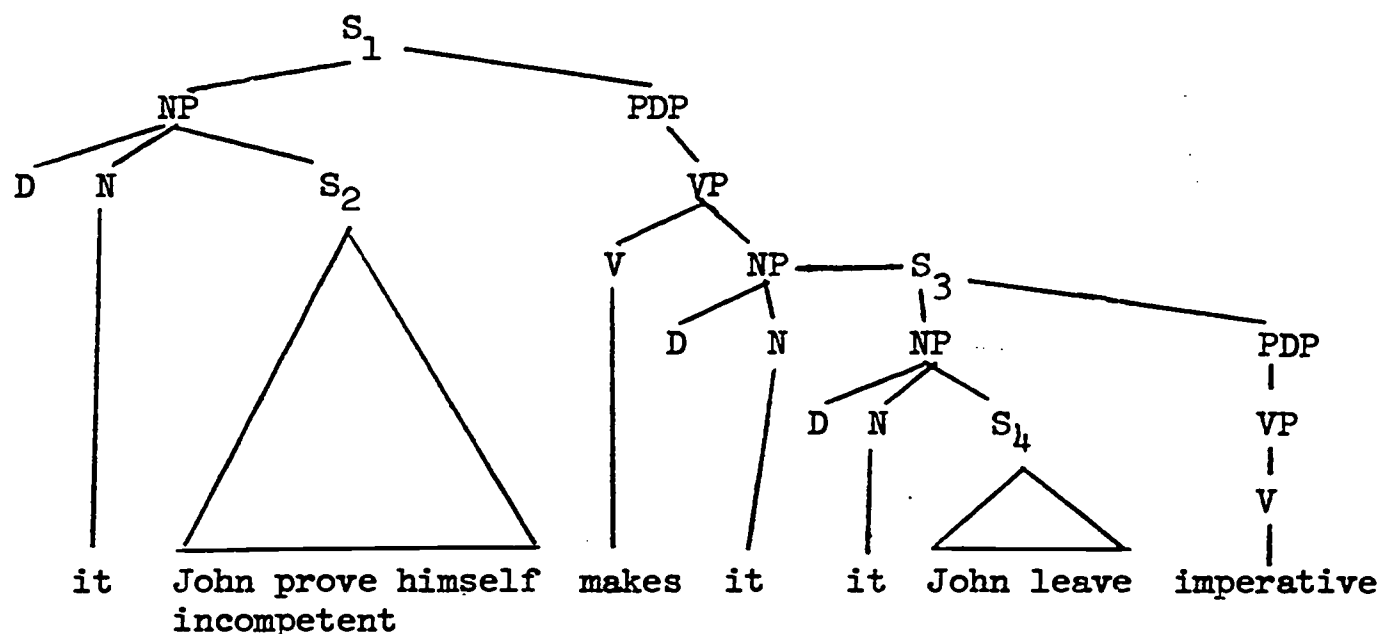 S1
NP PDP
D N S2 VP
V NP S3
D N NP PDP
D N S4 VP
V
it John prove himself makes it it John leave imperative
incompetent